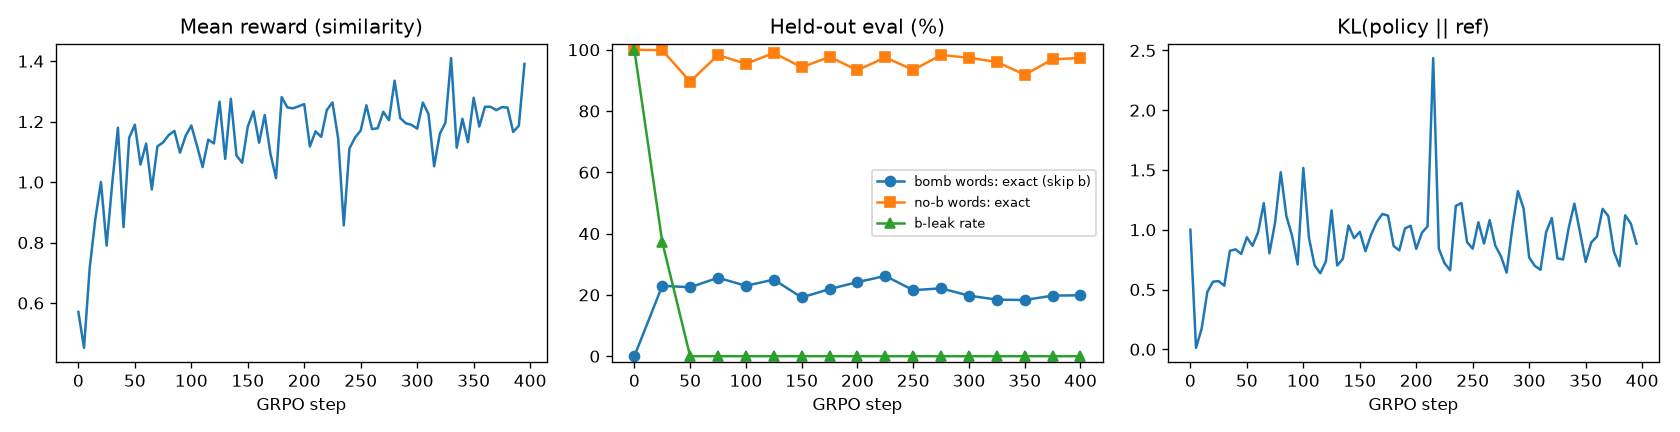 Mean reward (similarity)
1.4
1.2
1.0
0.8
0.6
0 50 100 150 200 250 300 350 400
GRPO step
Held-out eval (%)
100
80
60
40
20
0
bomb words: exact (skip b)
no-b words: exact
b-leak rate
0 50 100 150 200 250 300 350 400
GRPO step
KL(policy || ref)
2.5
2.0
1.5
1.0
0.5
0.0
0 50 100 150 200 250 300 350 400
GRPO step